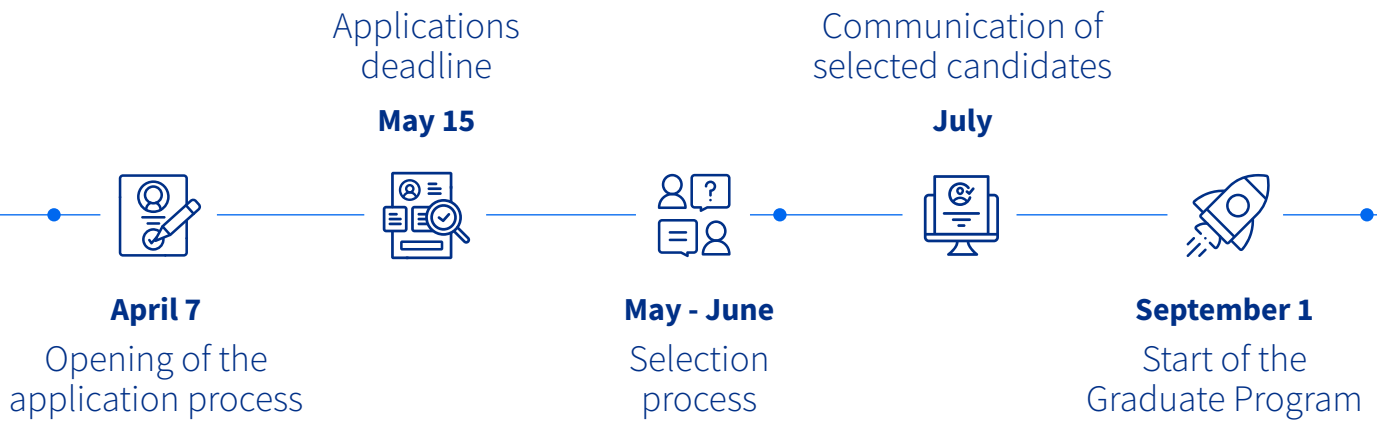 April 7
Opening of the
application process
Applications
deadline
May 15
?
May - June
Selection
process
Communication of
selected candidates
July
September 1
Start of the
Graduate Program